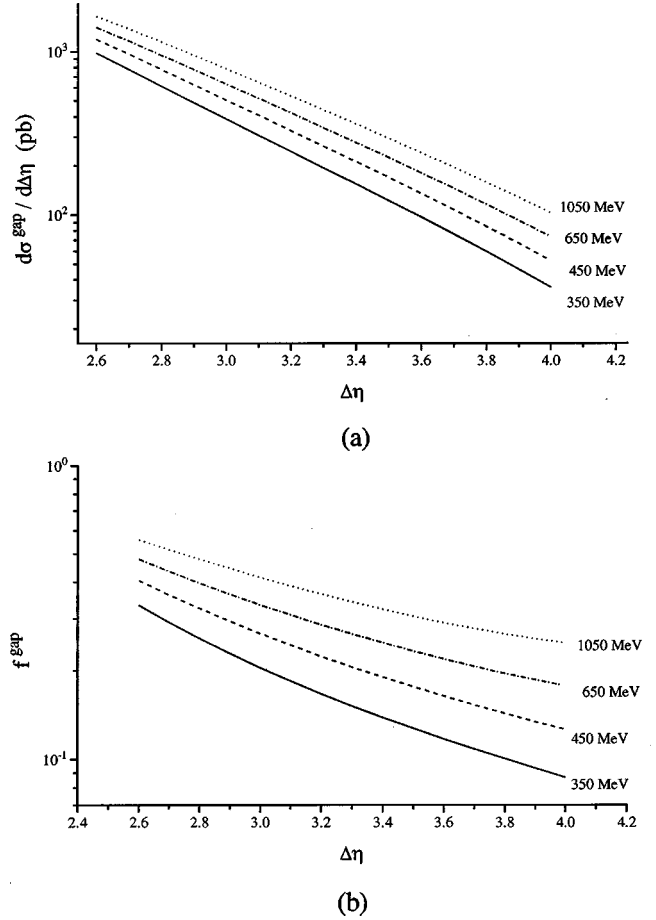 10³
10²
dσ^gap / dΔη (pb)
1050 MeV
650 MeV
450 MeV
350 MeV
2.6 2.8 3.0 3.2 3.4 3.6 3.8 4.0 4.2
Δη
(a)
10⁰
10⁻¹
f^gap
1050 MeV
650 MeV
450 MeV
350 MeV
2.4 2.6 2.8 3.0 3.2 3.4 3.6 3.8 4.0 4.2
Δη
(b)